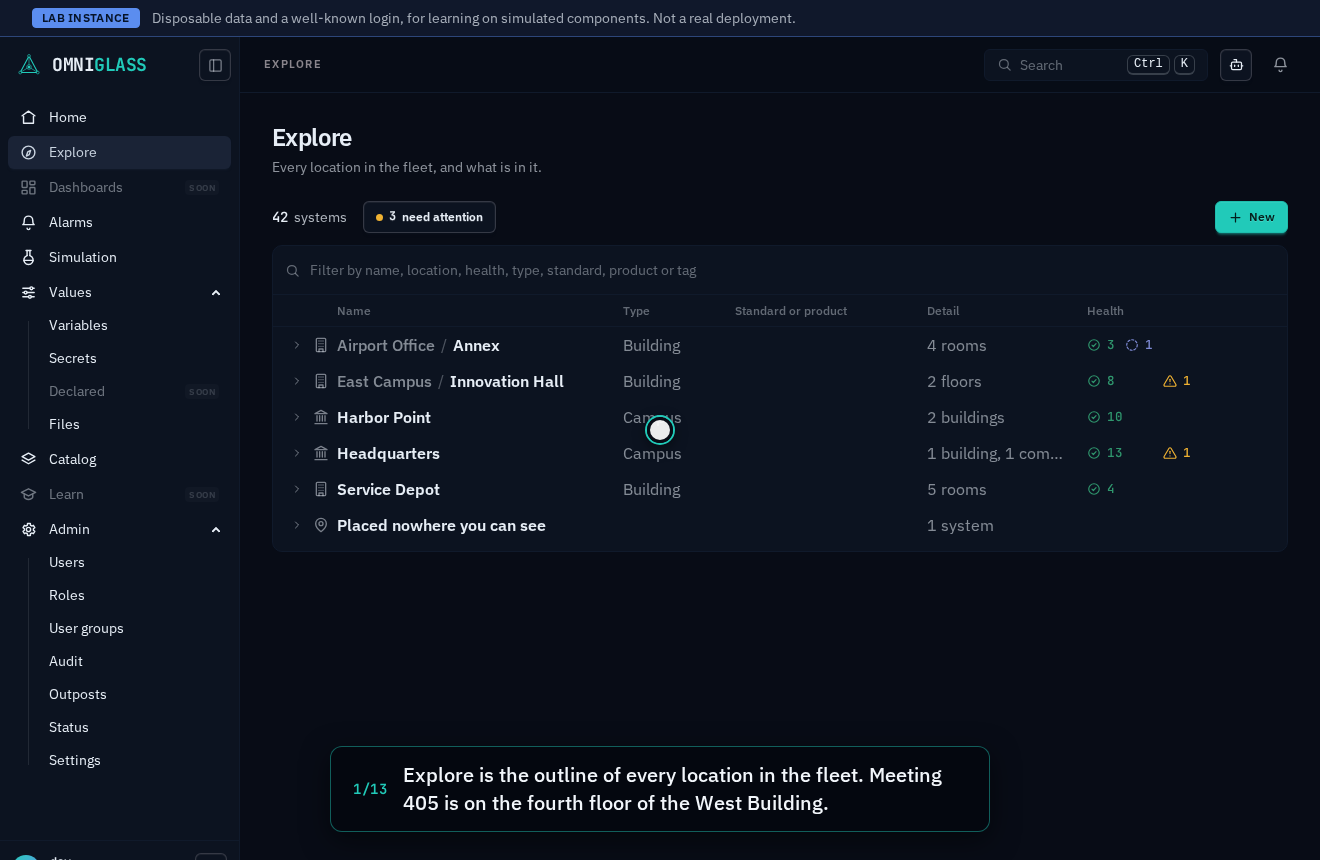 LAB INSTANCE Disposable data and a well-known login, for learning on simulated components. Not a real deployment.
OMNIGLASS
EXPLORE
Search Ctrl K
Home
Explore
Dashboards SOON
Alarms
Simulation
Values
Variables
Secrets
Declared SOON
Files
Catalog
Learn SOON
Admin
Users
Roles
User groups
Audit
Outposts
Status
Settings
Explore
Every location in the fleet, and what is in it.
42 systems 3 need attention New
Filter by name, location, health, type, standard, product or tag
Name Type Standard or product Detail Health
Airport Office / Annex Building 4 rooms 3 1
East Campus / Innovation Hall Building 2 floors 8 1
Harbor Point Campus 2 buildings 10
Headquarters Campus 1 building, 1 com... 13 1
Service Depot Building 5 rooms 4
Placed nowhere you can see 1 system
1/13 Explore is the outline of every location in the fleet. Meeting
405 is on the fourth floor of the West Building.